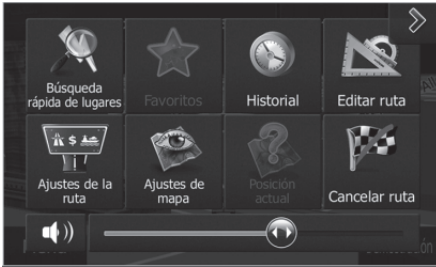 Búsqueda
rápida de lugares
Favoritos
Historial
Editar ruta
Ajustes de la
ruta
Ajustes de
mapa
Posición
actual
Cancelar ruta